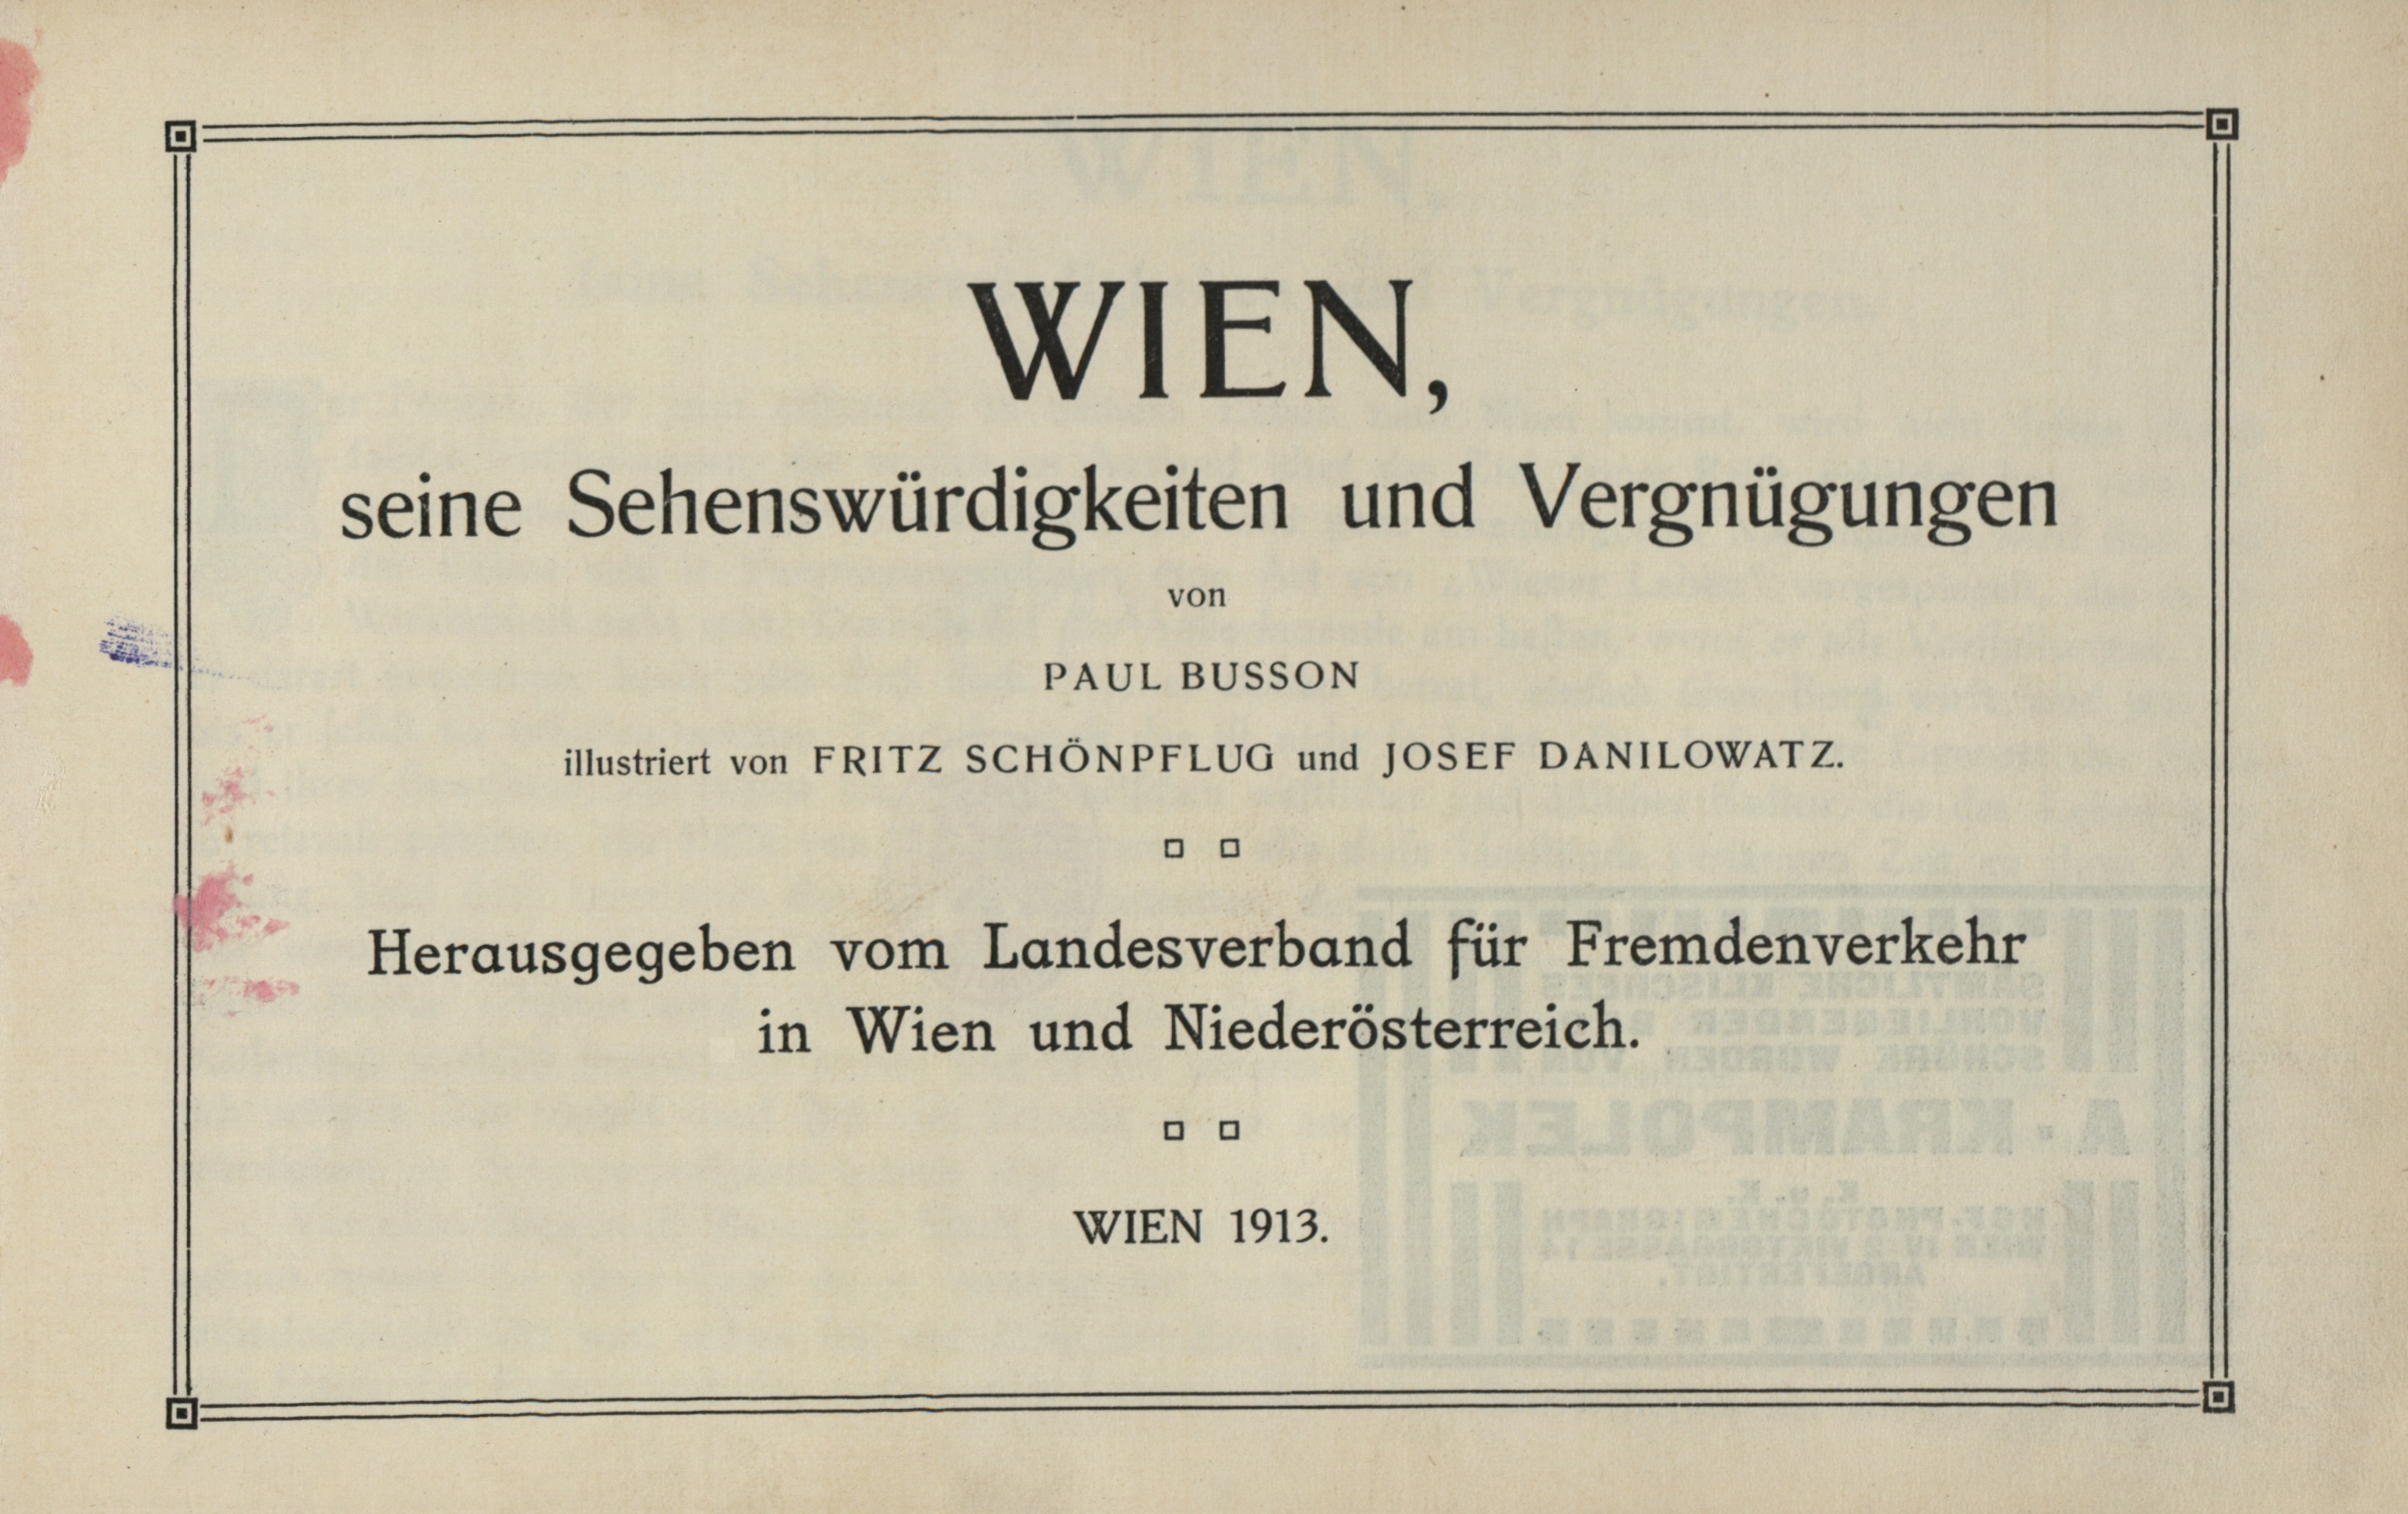 WIEN,
seine Sehenswürdigkeiten und Vergnügungen
von
PAUL BUSSON
illustriert von FRITZ SCHÖNPFLUG und JOSEF DANILOWATZ.
Herausgegeben vom Landesverband für Fremdenverkehr
in Wien und Niederösterreich.
WIEN 1913.